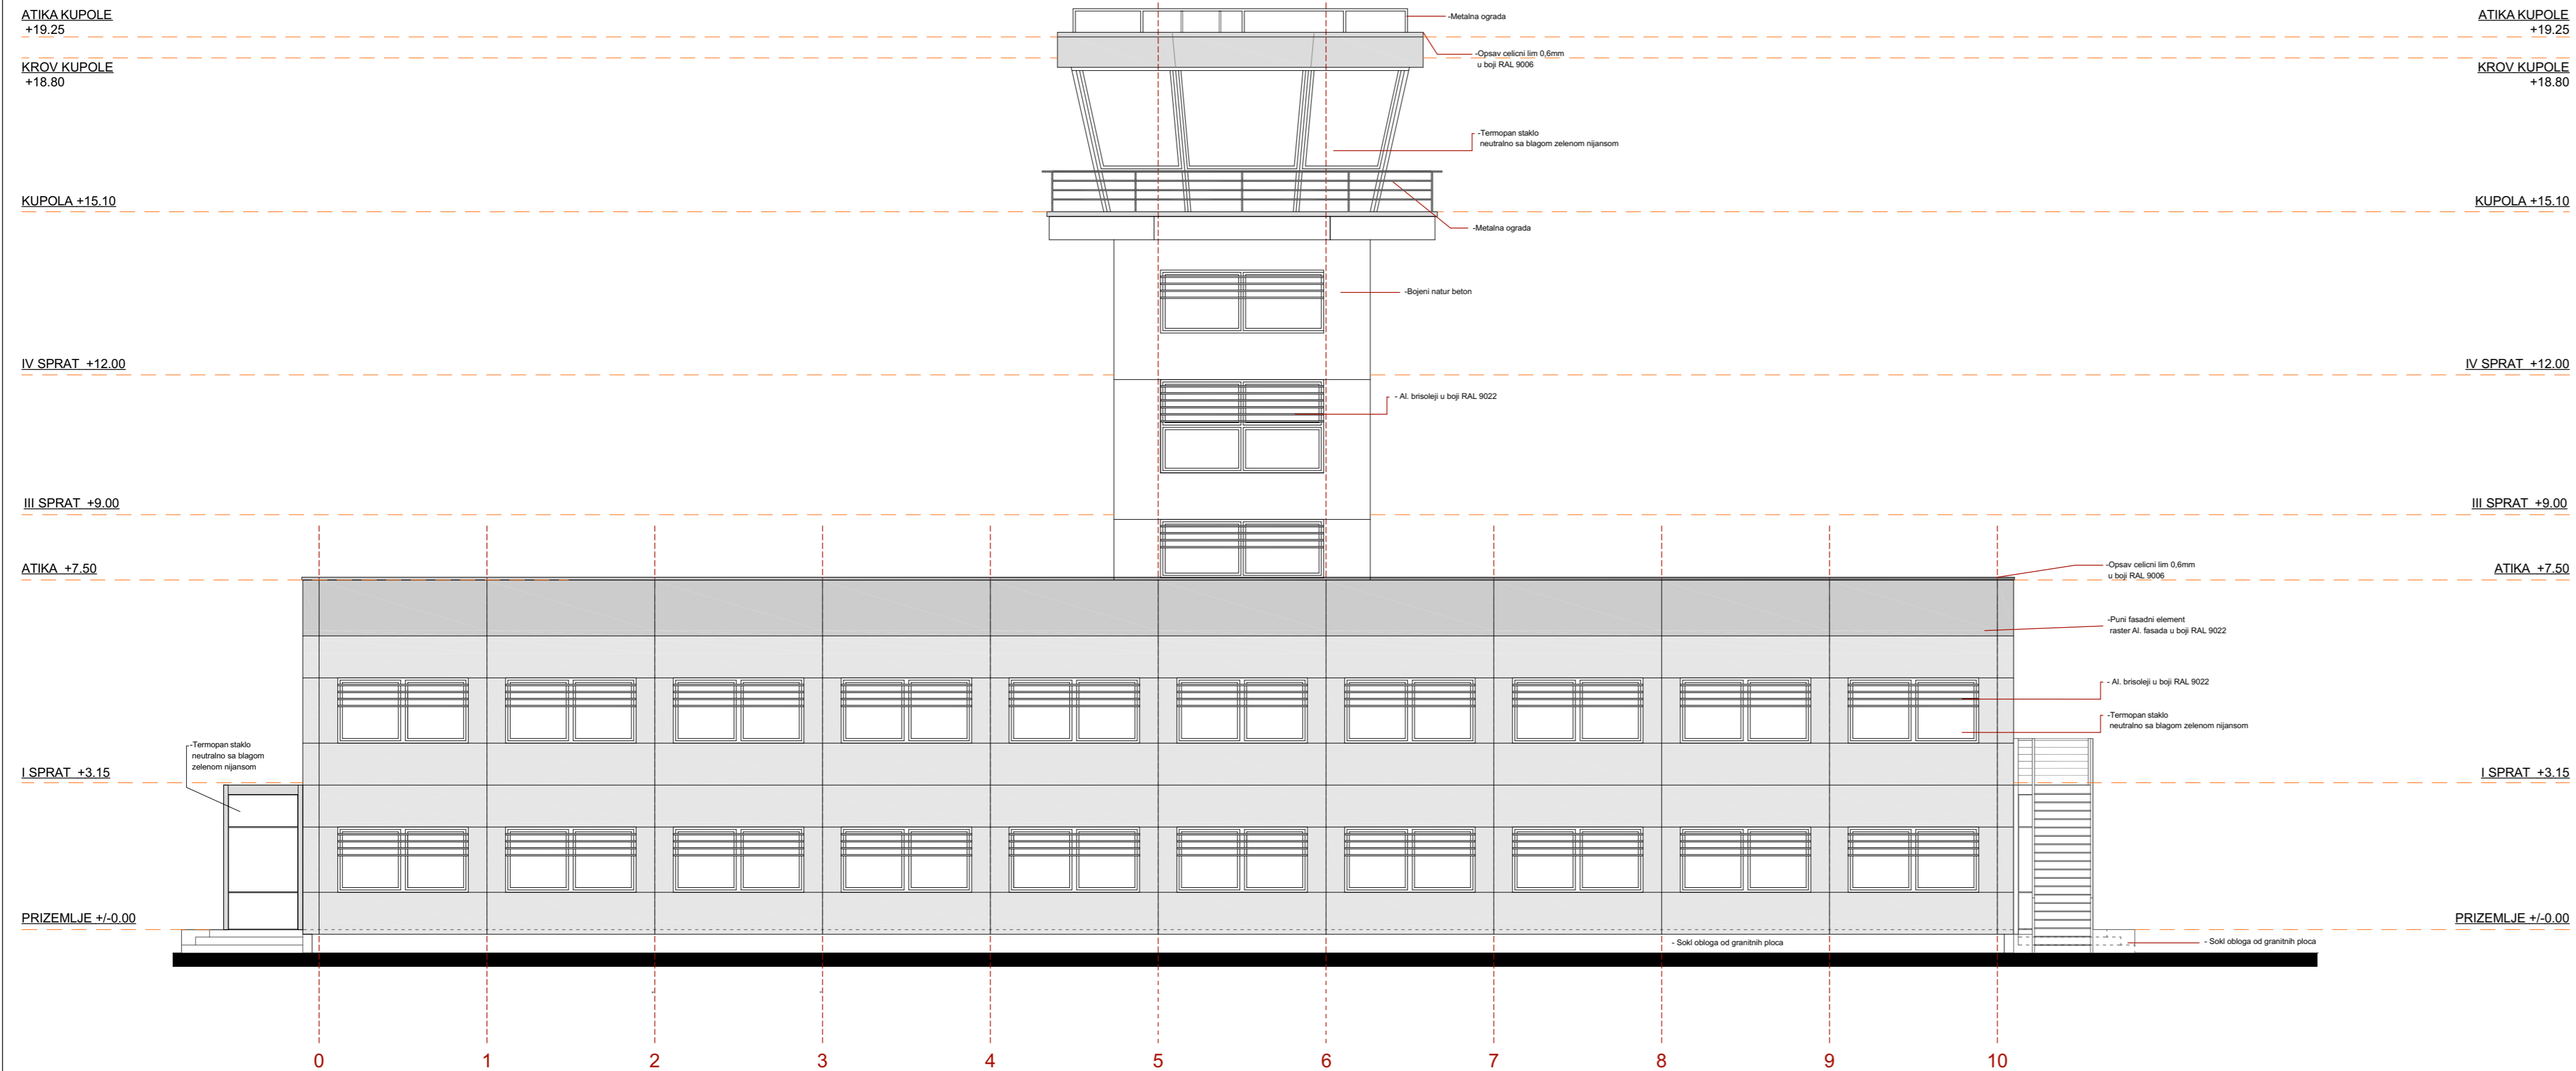 ATIKA KUPOLE
+19.25
KROV KUPOLE
+18.80
KUPOLA +15.10
IV SPRAT +12.00
III SPRAT +9.00
ATIKA +7.50
I SPRAT +3.15
PRIZEMLJE +/-0.00
-Termopan staklo
neutralno sa blagom
zelenom nijansom
-Metalna ograda
-Opsav celicni lim 0,6mm
u boji RAL 9006
-Termopan staklo
neutralno sa blagom zelenom nijansom
-Metalna ograda
-Bojeni natur beton
- Al. brisoleji u boji RAL 9022
-Opsav celicni lim 0,6mm
u boji RAL 9006
-Puni fasadni element
raster Al. fasada u boji RAL 9022
- Al. brisoleji u boji RAL 9022
-Termopan staklo
neutralno sa blagom zelenom nijansom
- Sokl obloga od granitnih ploca
- Sokl obloga od granitnih ploca
ATIKA KUPOLE
+19.25
KROV KUPOLE
+18.80
KUPOLA +15.10
IV SPRAT +12.00
III SPRAT +9.00
ATIKA +7.50
I SPRAT +3.15
PRIZEMLJE +/-0.00
0 1 2 3 4 5 6 7 8 9 10